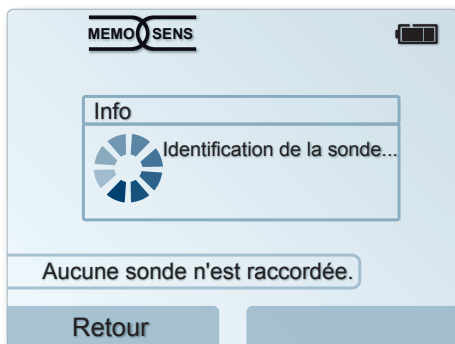 MEMO SENS
Info
Identification de la sonde...
Aucune sonde n'est raccordée.
Retour